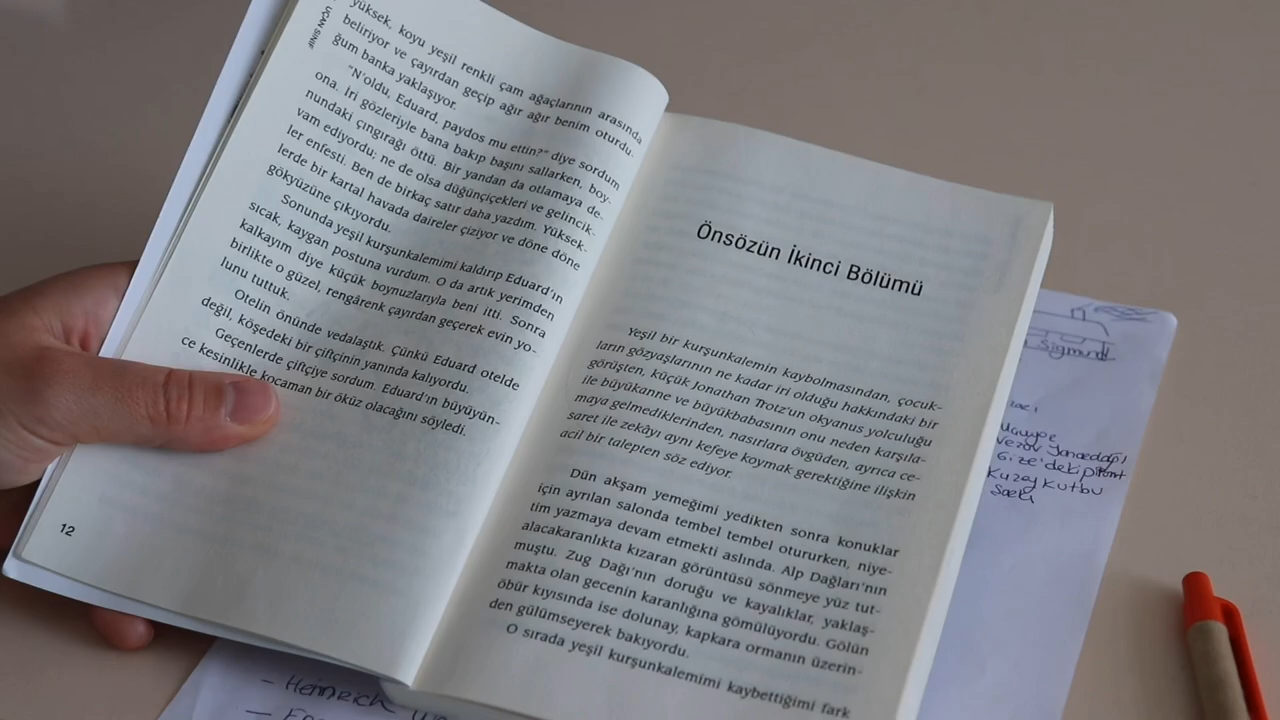 UÇAN SINIF
yüksek, koyu yeşil renkli çam ağaçlarının arasında
beliriyor ve çayırdan geçip ağır ağır benim oturdu-
ğum banka yaklaşıyor.
"N'oldu, Eduard, paydos mu ettin?" diye sordum
ona. İri gözleriyle bana bakıp başını sallarken, boy-
nundaki çıngırağı öttü. Bir yandan da otlamaya de-
vam ediyordu; ne de olsa düğünçiçekleri ve gelincik-
ler enfesti. Ben de birkaç satır daha yazdım. Yüksek-
lerde bir kartal havada daireler çiziyor ve döne döne
gökyüzüne çıkıyordu.
Sonunda yeşil kurşunkalemimi kaldırıp Eduard'ın
sıcak, kaygan postuna vurdum. O da artık yerimden
kalkayım diye küçük boynuzlarıyla beni itti. Sonra
birlikte o güzel, rengârenk çayırdan geçerek evin yo-
lunu tuttuk.
Otelin önünde vedalaştık. Çünkü Eduard otelde
değil, köşedeki bir çiftçinin yanında kalıyordu.
Geçenlerde çiftçiye sordum. Eduard'ın büyüyün-
ce kesinlikle kocaman bir öküz olacağını söyledi.
12
Önsözün İkinci Bölümü
Yeşil bir kurşunkalemin kaybolmasından, çocuk-
ların gözyaşlarının ne kadar iri olduğu hakkındaki bir
görüşten, küçük Jonathan Trotz'un okyanus yolculuğu
ile büyükanne ve büyükbabasının onu neden karşıla-
maya gelmediklerinden, nasırlara övgüden, ayrıca ce-
saret ile zekâyı aynı kefeye koymak gerektiğine ilişkin
acil bir talepten söz ediyor.
Dün akşam yemeğimi yedikten sonra konuklar
için ayrılan salonda tembel tembel otururken, niye-
tim yazmaya devam etmekti aslında. Alp Dağları'nın
alacakaranlıkta kızaran görüntüsü sönmeye yüz tut-
muştu. Zug Dağı'nın doruğu ve kayalıklar, yaklaş-
makta olan gecenin karanlığına gömülüyordu. Gölün
öbür kıyısında ise dolunay, kapkara ormanın üzerin-
den gülümseyerek bakıyordu.
O sırada yeşil kurşunkalemimi kaybettiğimi fark
Sigmund
Gize'deki
Kuzey Kutbu
- Heinrich